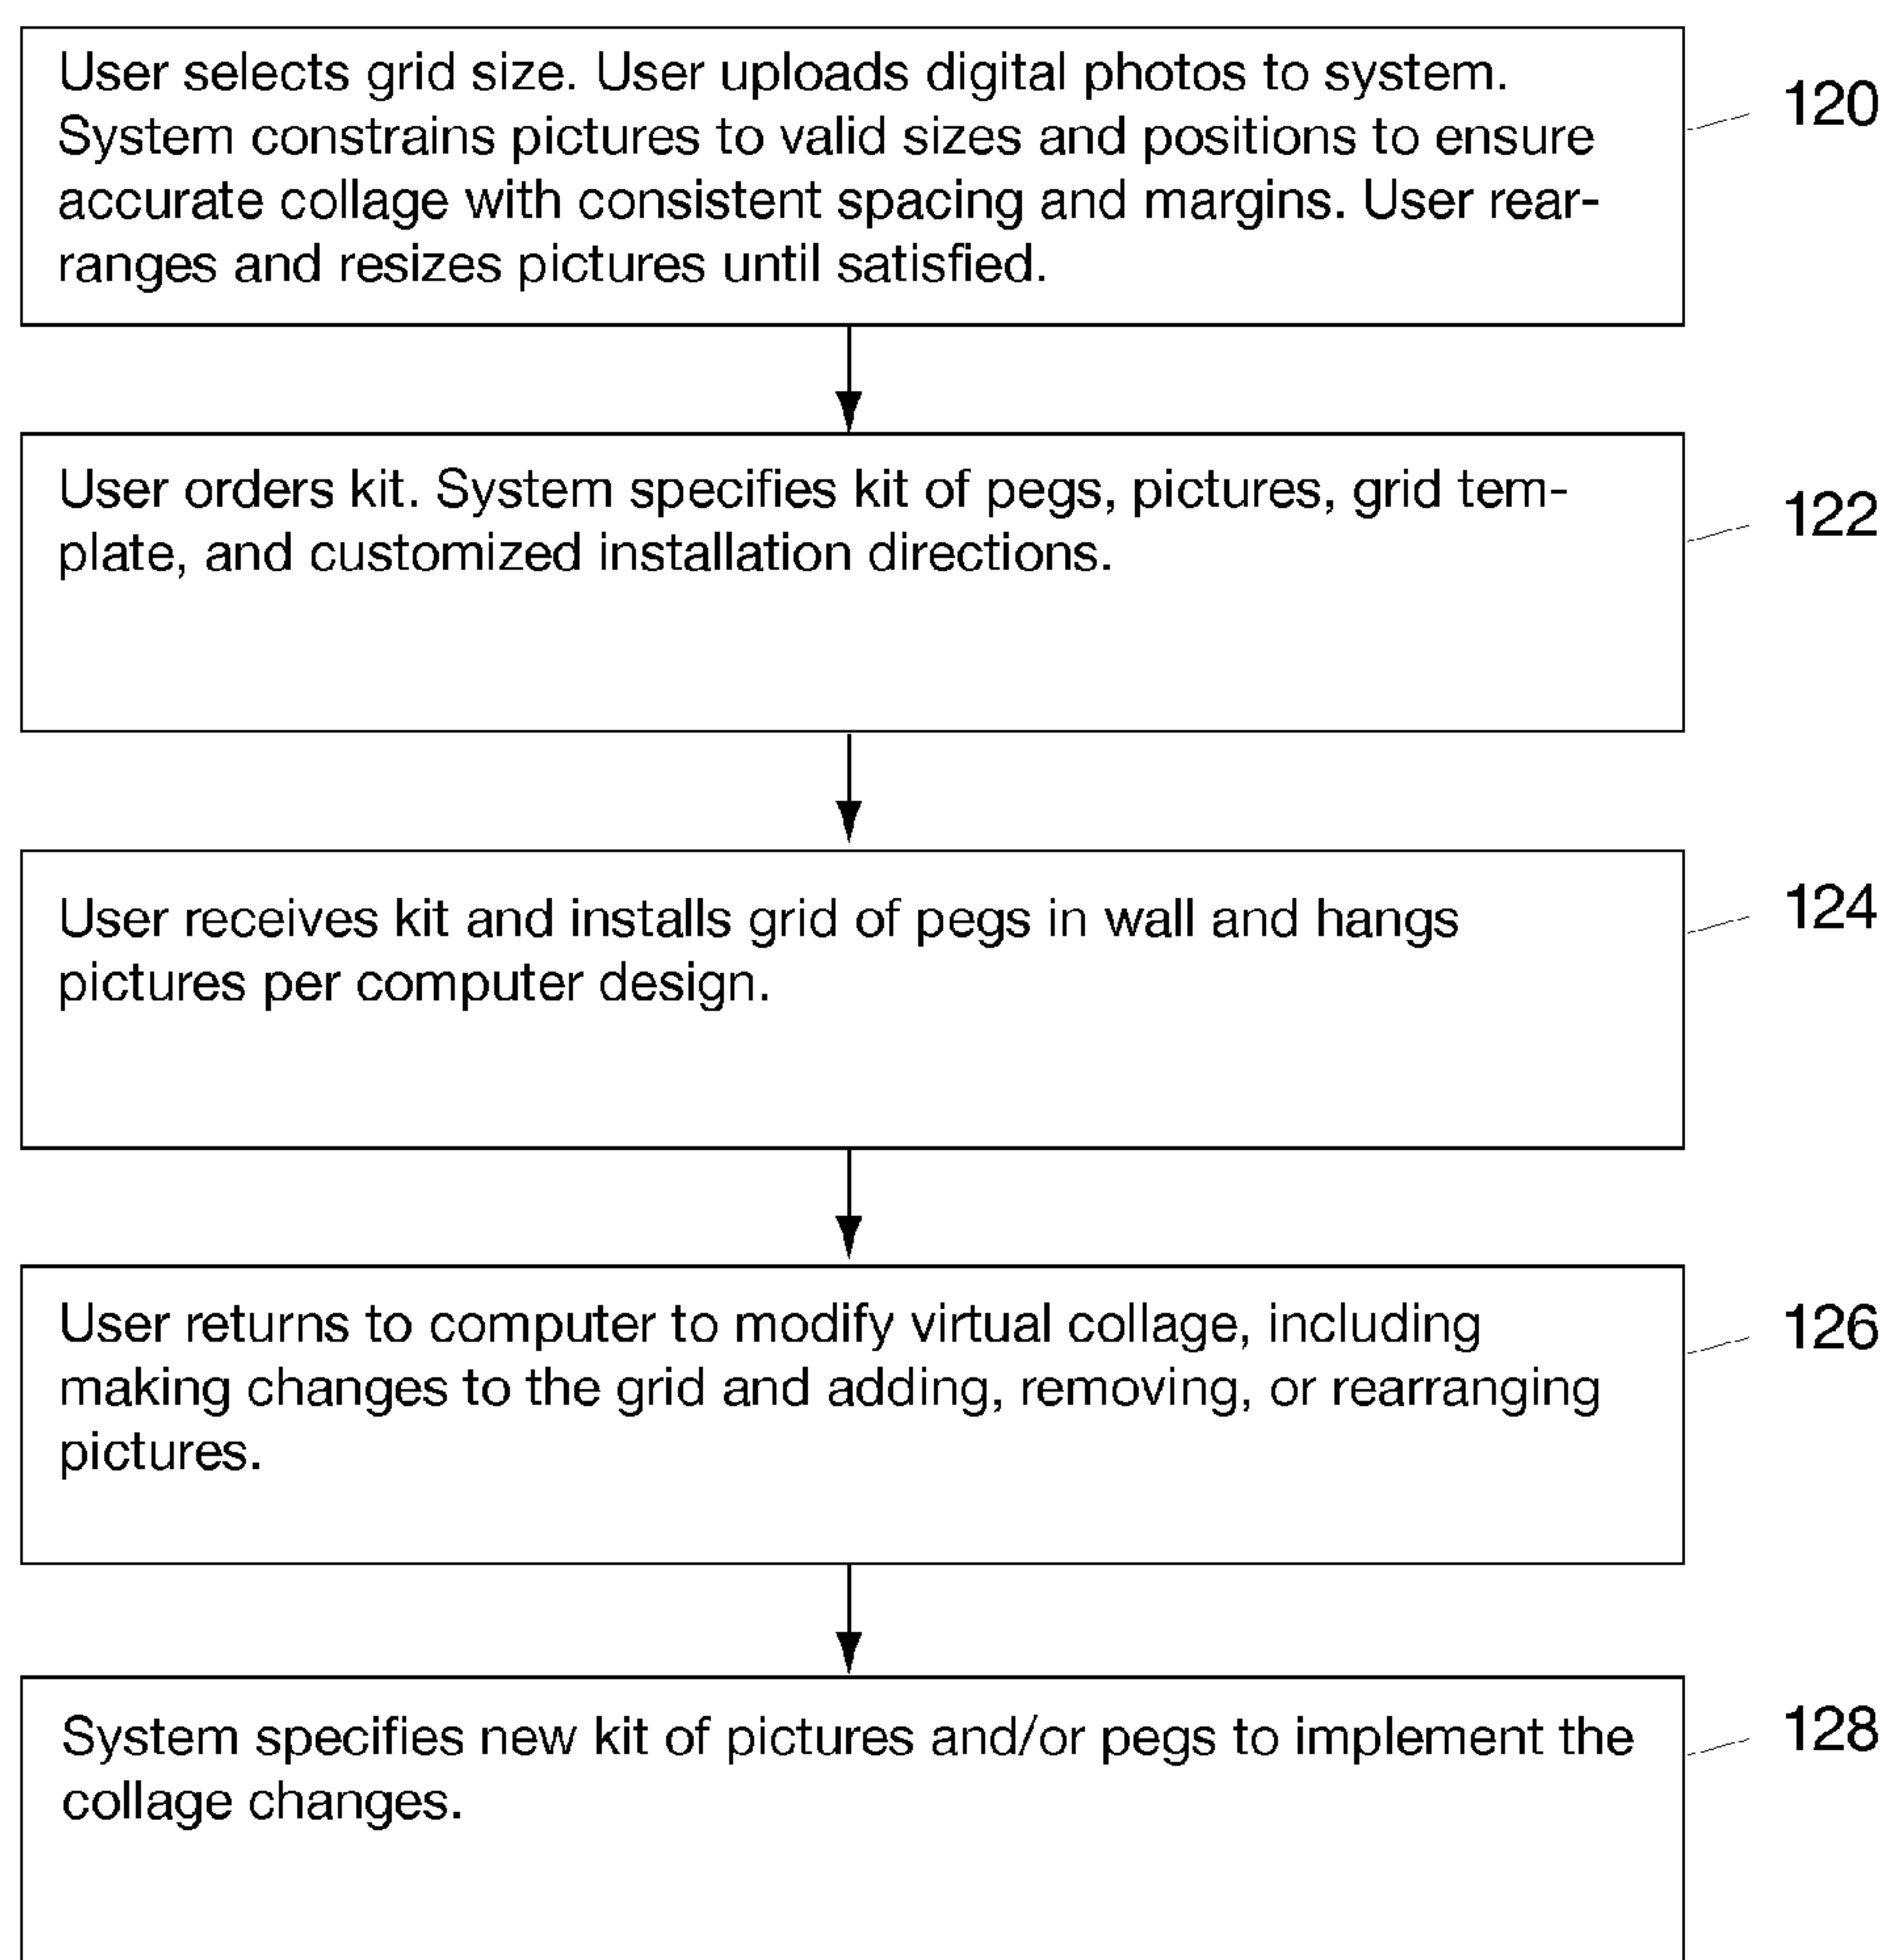 User selects grid size. User uploads digital photos to system.
System constrains pictures to valid sizes and positions to ensure
accurate collage with consistent spacing and margins. User rear-
ranges and resizes pictures until satisfied.
120
User orders kit. System specifies kit of pegs, pictures, grid tem-
plate, and customized installation directions.
122
User receives kit and installs grid of pegs in wall and hangs
pictures per computer design.
124
User returns to computer to modify virtual collage, including
making changes to the grid and adding, removing, or rearranging
pictures.
126
System specifies new kit of pictures and/or pegs to implement the
collage changes.
128